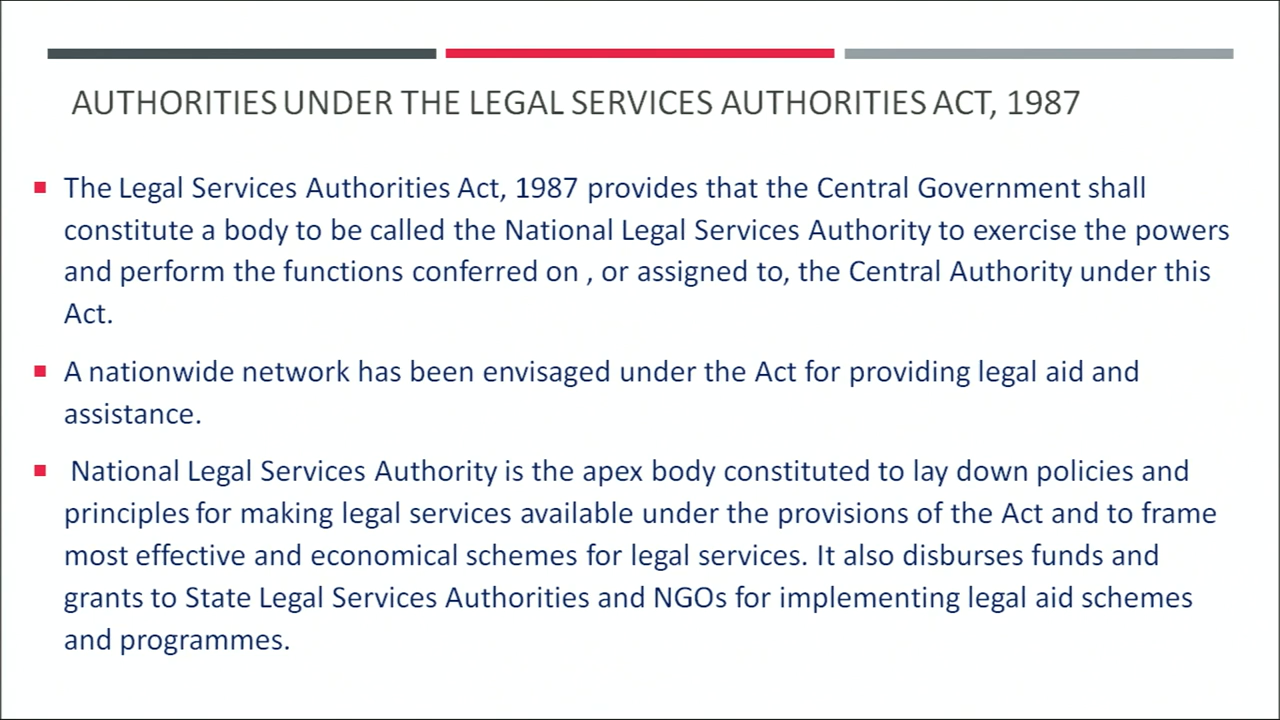 AUTHORITIES UNDER THE LEGAL SERVICES AUTHORITIES ACT, 1987
The Legal Services Authorities Act, 1987 provides that the Central Government shall
constitute a body to be called the National Legal Services Authority to exercise the powers
and perform the functions conferred on , or assigned to, the Central Authority under this
Act.
A nationwide network has been envisaged under the Act for providing legal aid and
assistance.
National Legal Services Authority is the apex body constituted to lay down policies and
principles for making legal services available under the provisions of the Act and to frame
most effective and economical schemes for legal services. It also disburses funds and
grants to State Legal Services Authorities and NGOs for implementing legal aid schemes
and programmes.